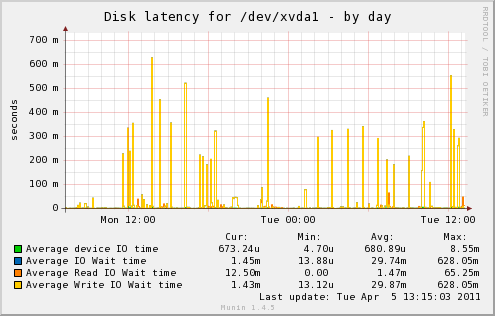 Disk latency for /dev/xvda1 - by day
RRDTOOL / TOBI OETIKER
seconds
700 m
600 m
500 m
400 m
300 m
200 m
100 m
0
Mon 12:00 Tue 00:00 Tue 12:00
Cur: Min: Avg: Max:
Average device IO time 673.24u 4.70u 680.89u 8.55m
Average IO Wait time 1.45m 13.88u 29.74m 628.05m
Average Read IO Wait time 12.50m 0.00 1.47m 65.25m
Average Write IO Wait time 1.43m 13.12u 29.87m 628.05m
Last update: Tue Apr 5 13:15:03 2011
Munin 1.4.5